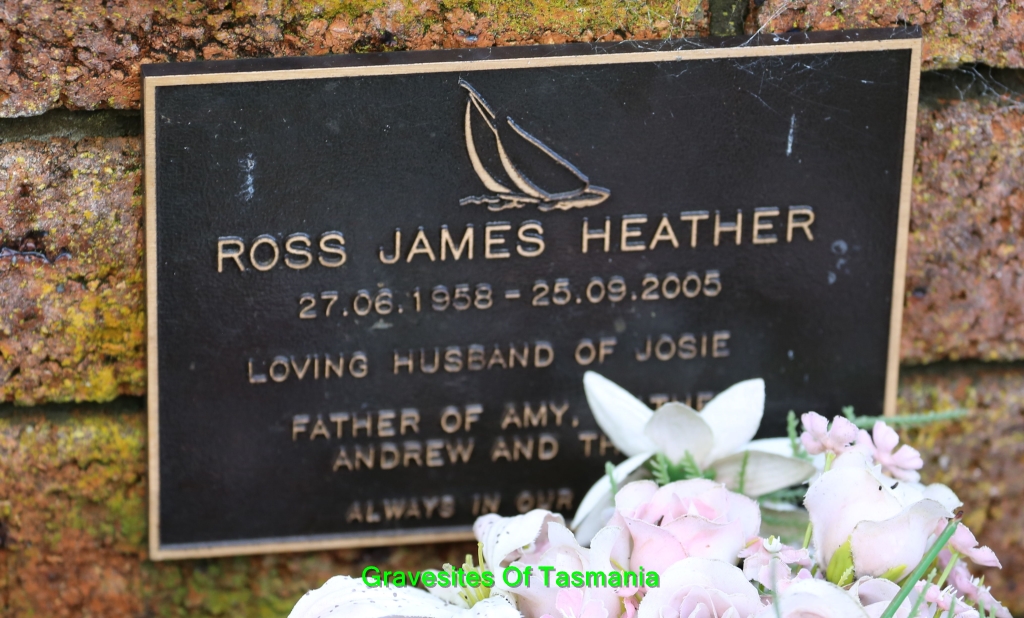 ROSS JAMES HEATHER
27.06.1958 - 25.09.2005
LOVING HUSBAND OF JOSIE
FATHER OF AMY,
ANDREW AND
ALWAYS IN OUR
Gravesites Of Tasmania